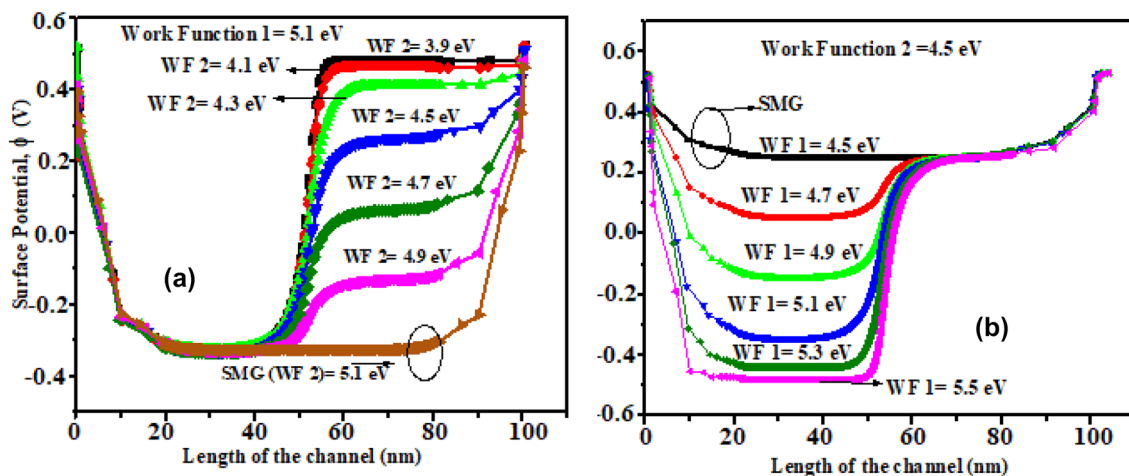 0.6
0.4
0.2
0.0
-0.2
-0.4
Surface Potential, ϕ (V)
Work Function 1= 5.1 eV
WF 2= 3.9 eV
WF 2= 4.1 eV
WF 2= 4.3 eV
WF 2= 4.5 eV
WF 2= 4.7 eV
WF 2= 4.9 eV
(a)
SMG (WF 2)= 5.1 eV
0 20 40 60 80 100
Length of the channel (nm)
0.6
0.4
0.2
0.0
-0.2
-0.4
-0.6
Work Function 2 =4.5 eV
SMG
WF 1= 4.5 eV
WF 1= 4.7 eV
WF 1= 4.9 eV
WF 1= 5.1 eV
WF 1= 5.3 eV
WF 1= 5.5 eV
(b)
0 20 40 60 80 100
Length of the channel (nm)